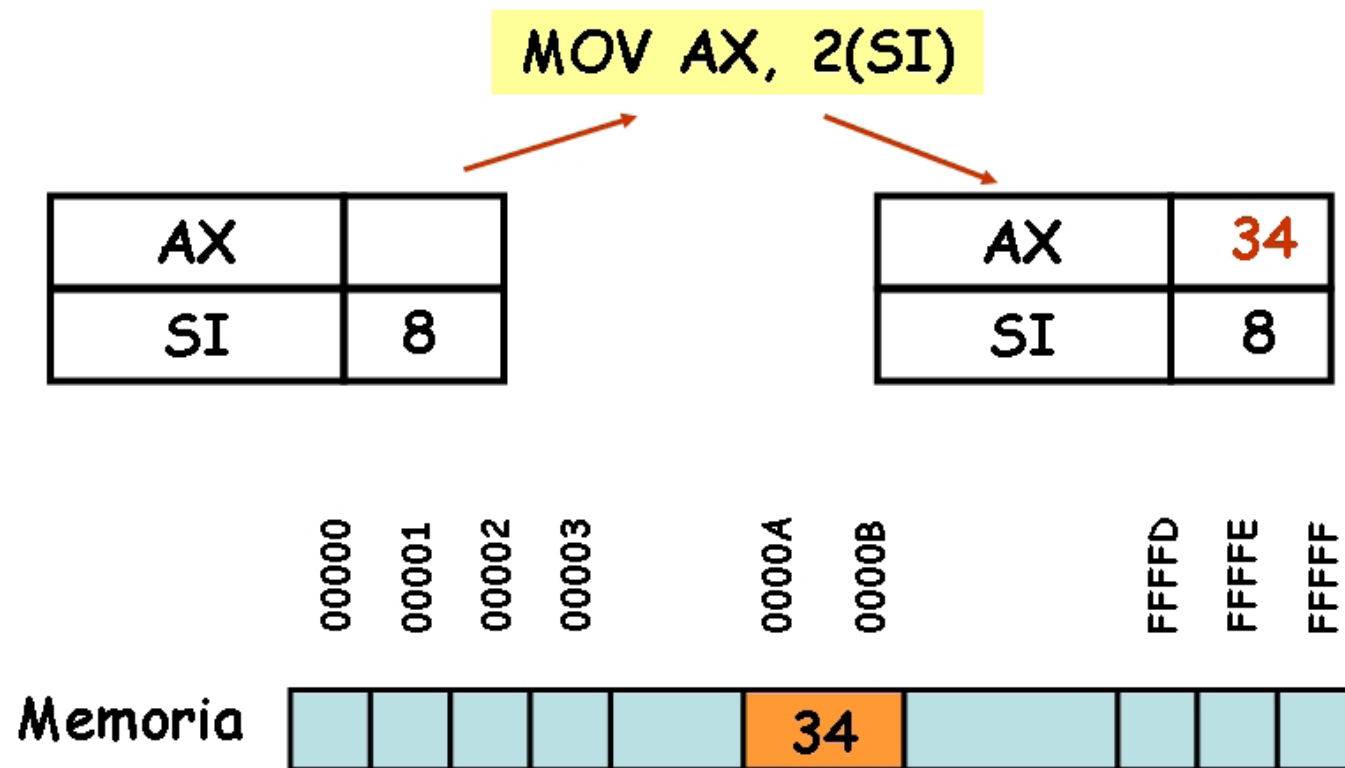 MOV AX, 2(SI)
AX
SI 8
AX 34
SI 8
00000 00001 00002 00003 0000A 0000B FFFFD FFFFE FFFFF
Memoria 34